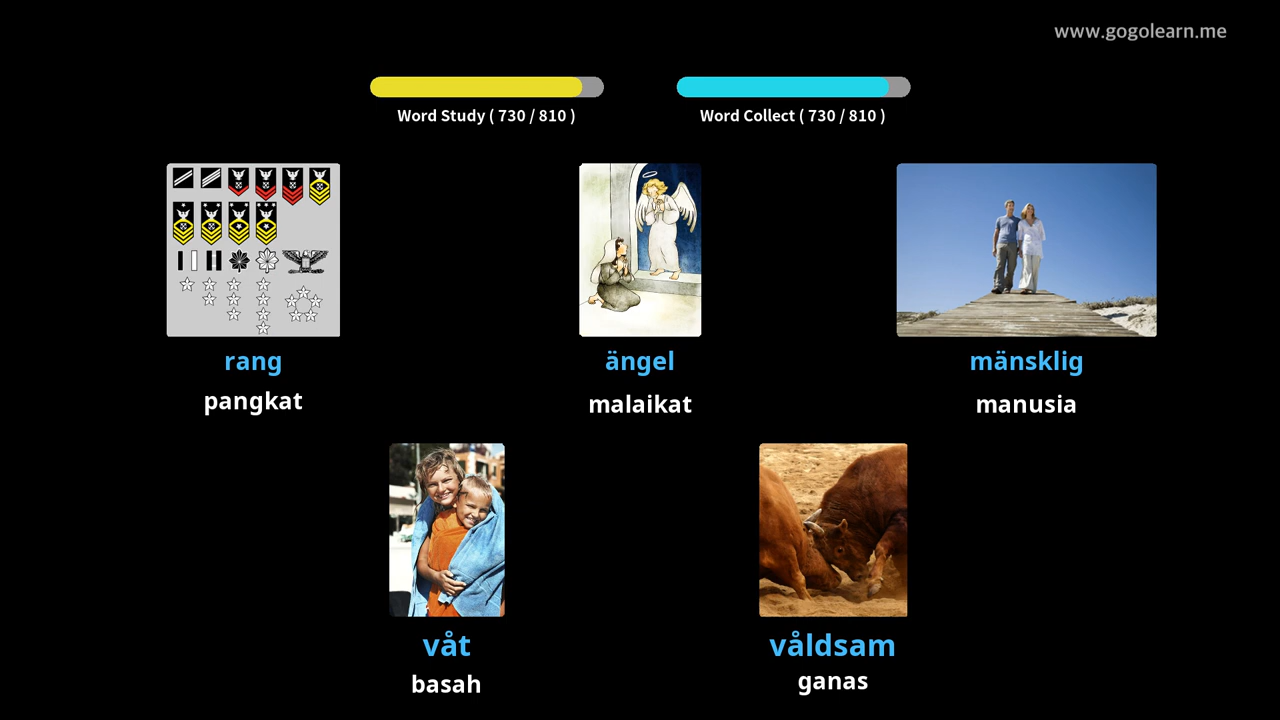 www.gogolearn.me
Word Study ( 730 / 810 )
Word Collect ( 730 / 810 )
rang
pangkat
ängel
malaikat
mänsklig
manusia
våt
basah
våldsam
ganas